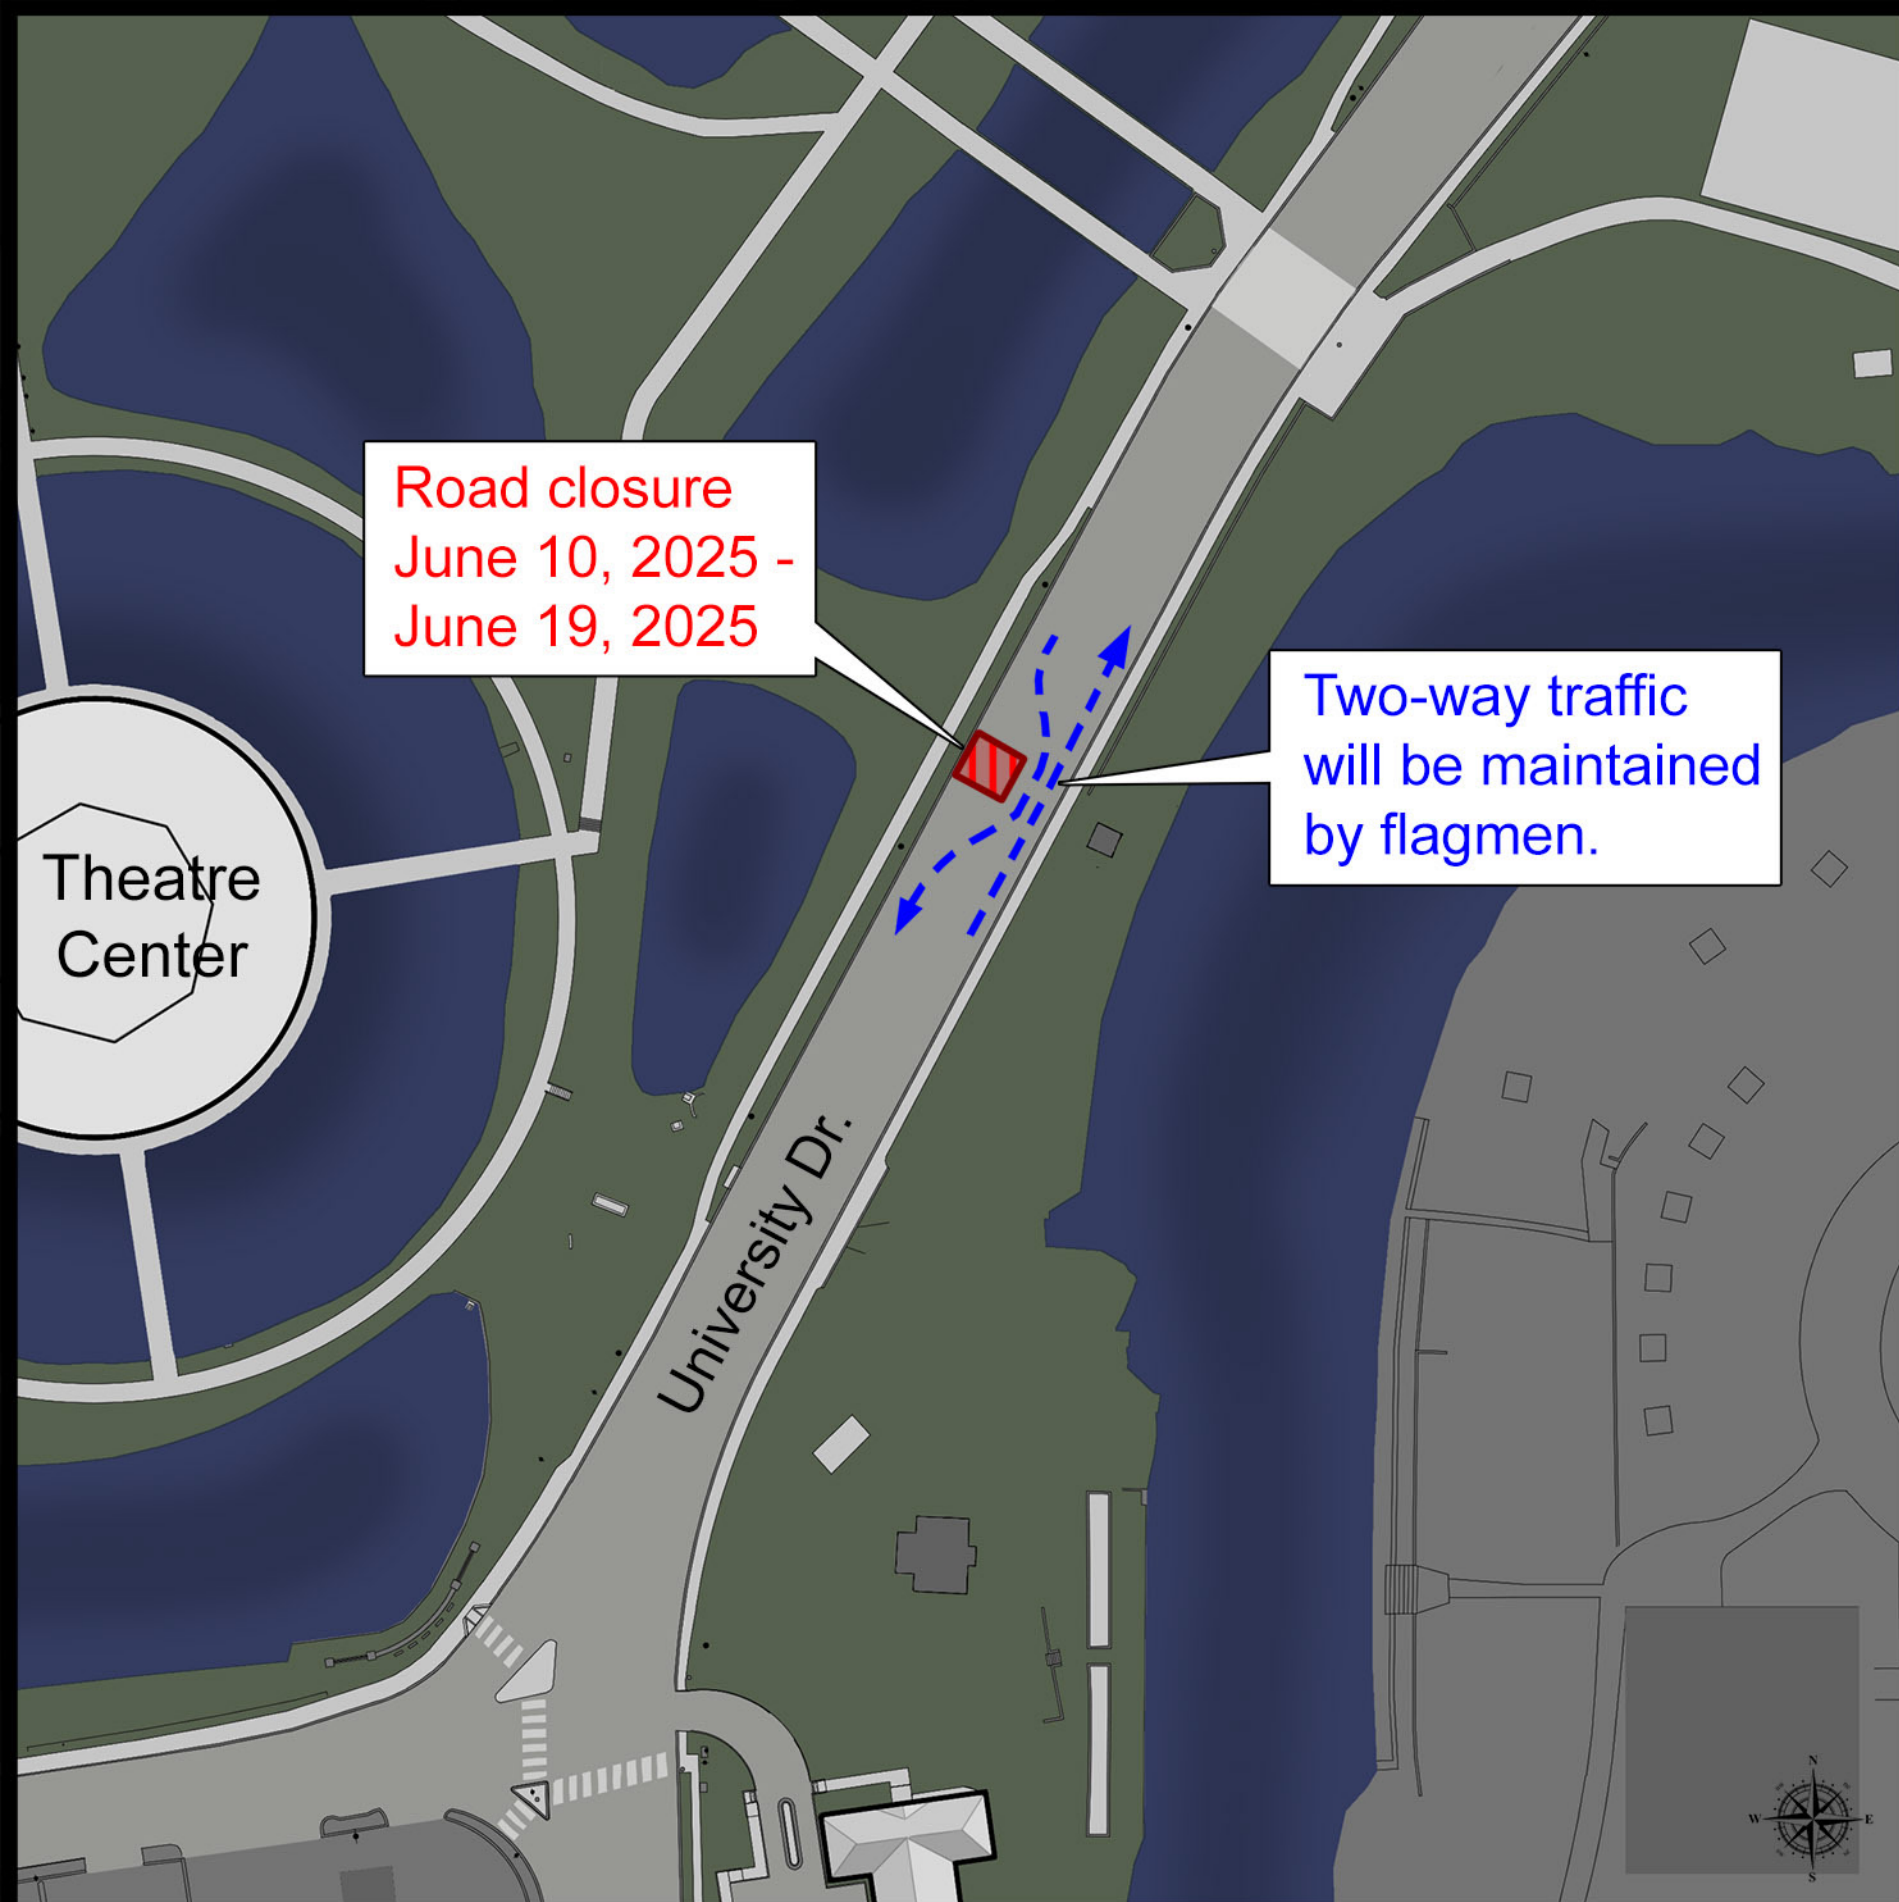 Road closure
June 10, 2025 -
June 19, 2025
Two-way traffic
will be maintained
by flagmen.
Theatre
Center
University Dr.
N
W E
S